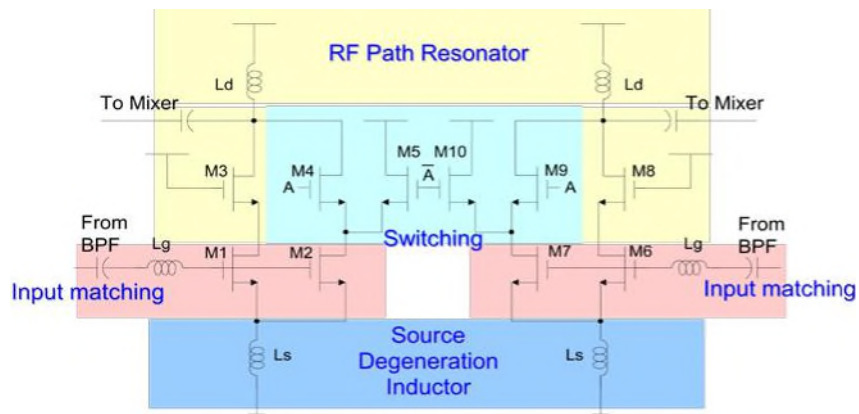 RF Path Resonator
Ld
Ld
To Mixer
To Mixer
M3
M4
M5
M10
M9
M8
A
A
A
From
BPF
From
BPF
Switching
Lg
M1
M2
M7
M6
Lg
Input matching
Input matching
Source
Degeneration
Inductor
Ls
Ls